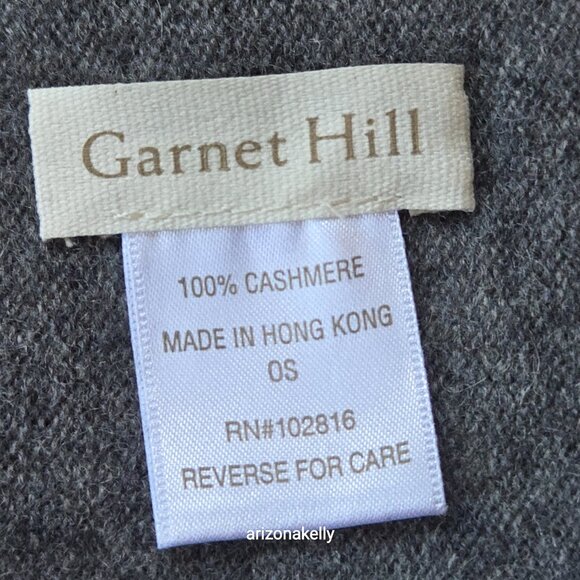 Garnet Hill
100% CASHMERE
MADE IN HONG KONG
OS
RN#102816
REVERSE FOR CARE
arizonakelly